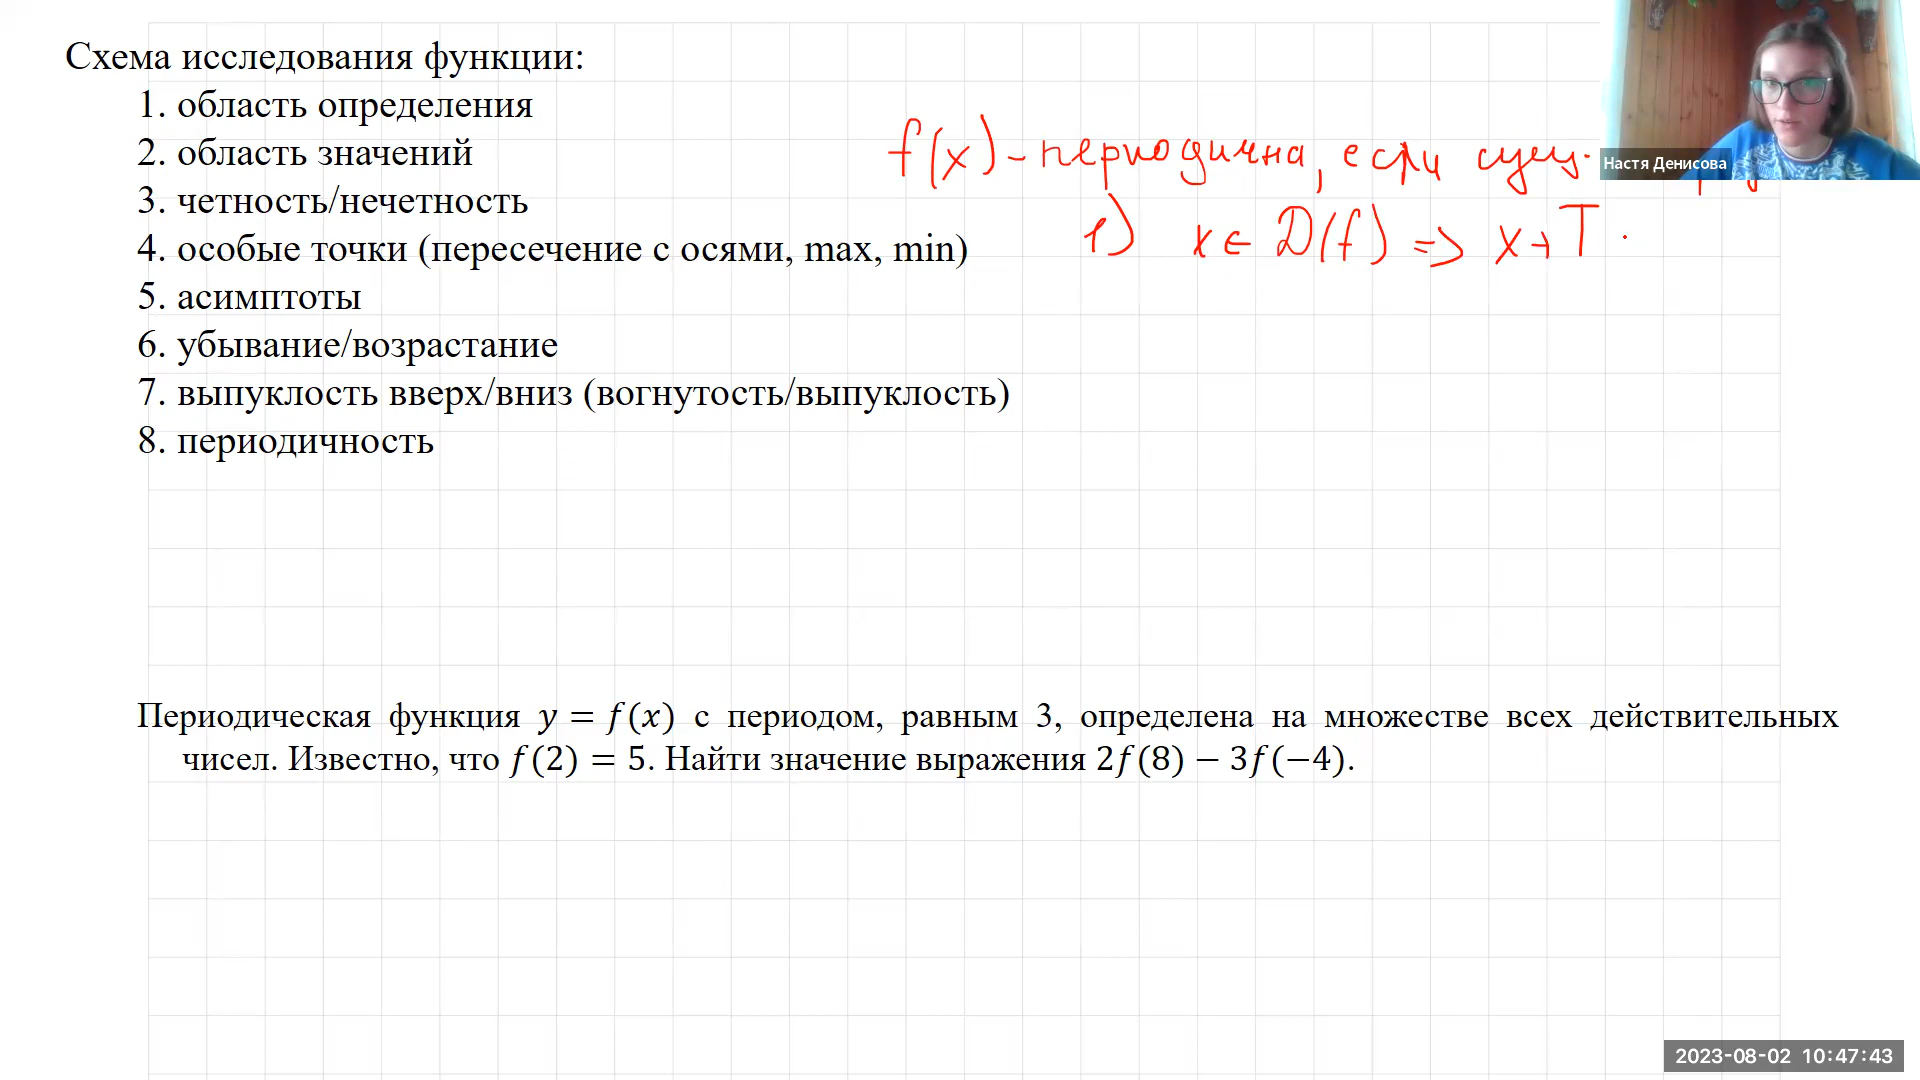 Схема исследования функции:
1. область определения
2. область значений
3. четность/нечетность
4. особые точки (пересечение с осями, max, min)
5. асимптоты
6. убывание/возрастание
7. выпуклость вверх/вниз (вогнутость/выпуклость)
8. периодичность
f(x) - периодична, если сущ.
1) x ∈ D(f) => x+T
Настя Денисова
Периодическая функция y = f(x) с периодом, равным 3, определена на множестве всех действительных
чисел. Известно, что f(2) = 5. Найти значение выражения 2f(8) − 3f(−4).
2023-08-02 10:47:43